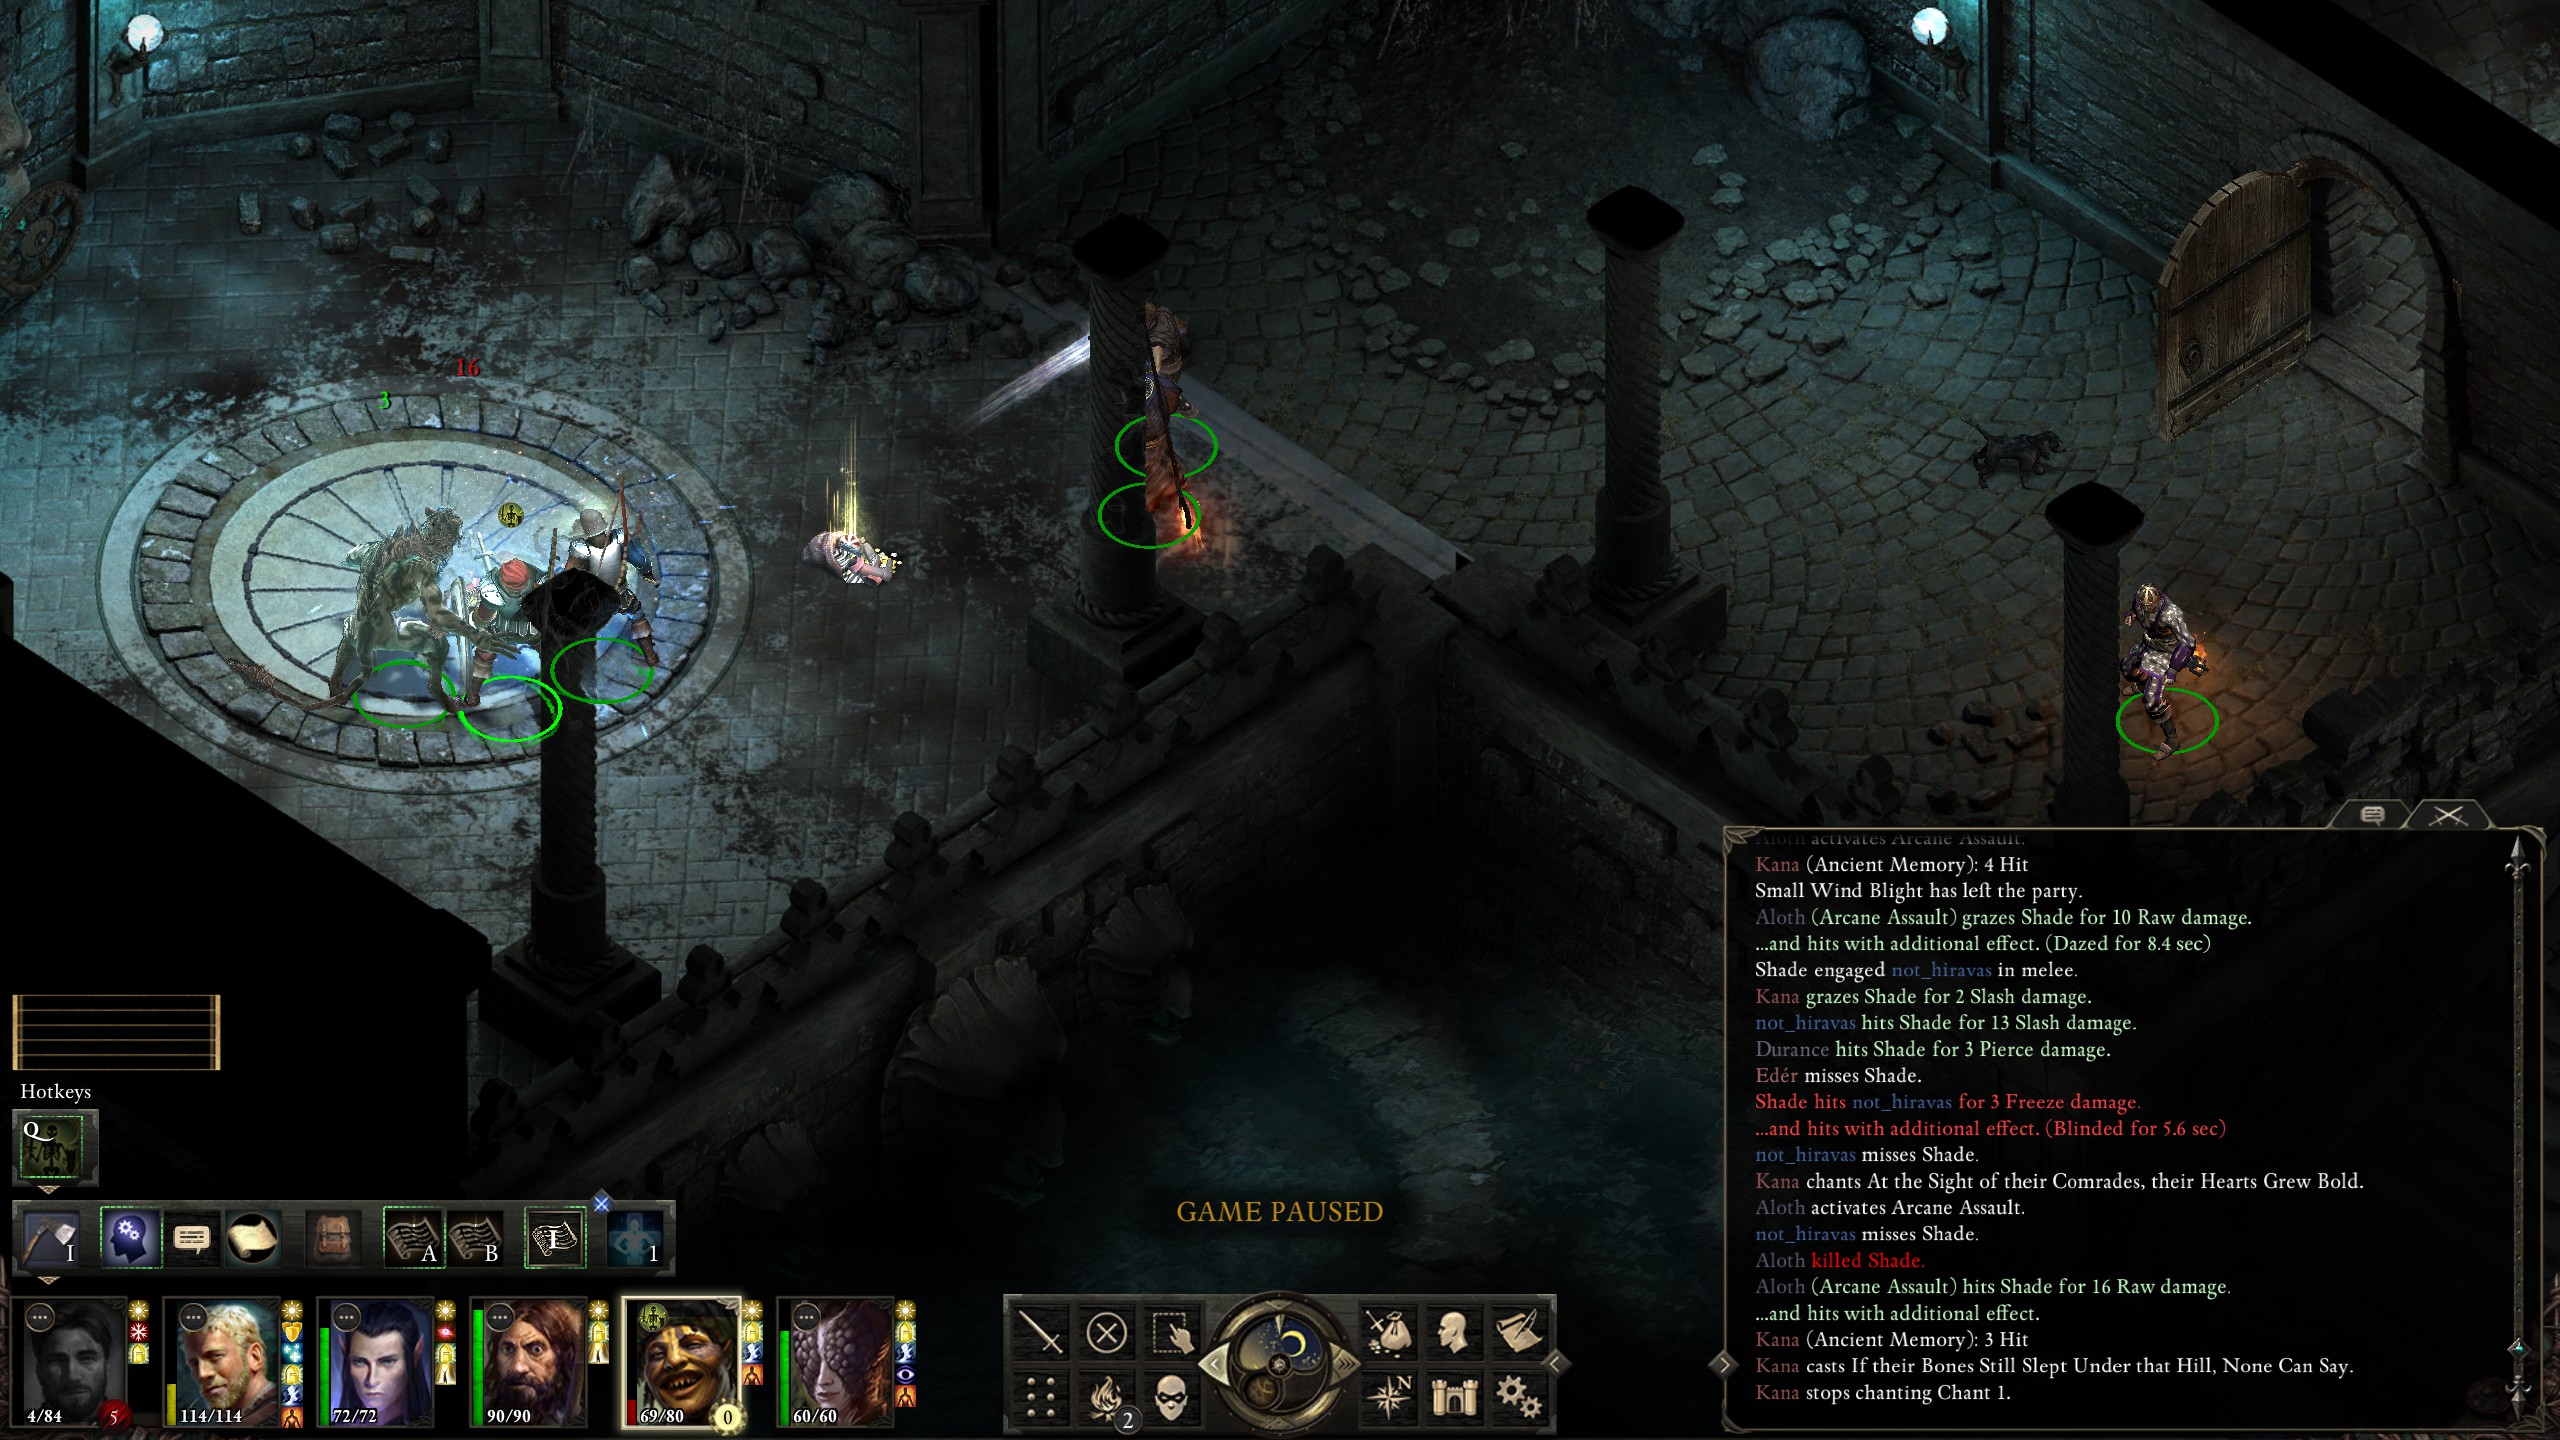 16
3
Aloth activates Arcane Assault.
Kana (Ancient Memory): 4 Hit
Small Wind Blight has left the party.
Aloth (Arcane Assault) grazes Shade for 10 Raw damage.
...and hits with additional effect. (Dazed for 8.4 sec)
Shade engaged not_hiravas in melee.
Kana grazes Shade for 2 Slash damage.
not_hiravas hits Shade for 13 Slash damage.
Durance hits Shade for 3 Pierce damage.
Edér misses Shade.
Shade hits not_hiravas for 3 Freeze damage.
...and hits with additional effect. (Blinded for 5.6 sec)
not_hiravas misses Shade.
Kana chants At the Sight of their Comrades, their Hearts Grew Bold.
Aloth activates Arcane Assault.
not_hiravas misses Shade.
Aloth killed Shade.
Aloth (Arcane Assault) hits Shade for 16 Raw damage.
...and hits with additional effect.
Kana (Ancient Memory): 3 Hit
Kana casts If their Bones Still Slept Under that Hill, None Can Say.
Kana stops chanting Chant 1.
Hotkeys
Q
GAME PAUSED
I A B E 1
4/84 5 114/114 72/72 90/90 69/80 0 60/60
N
2